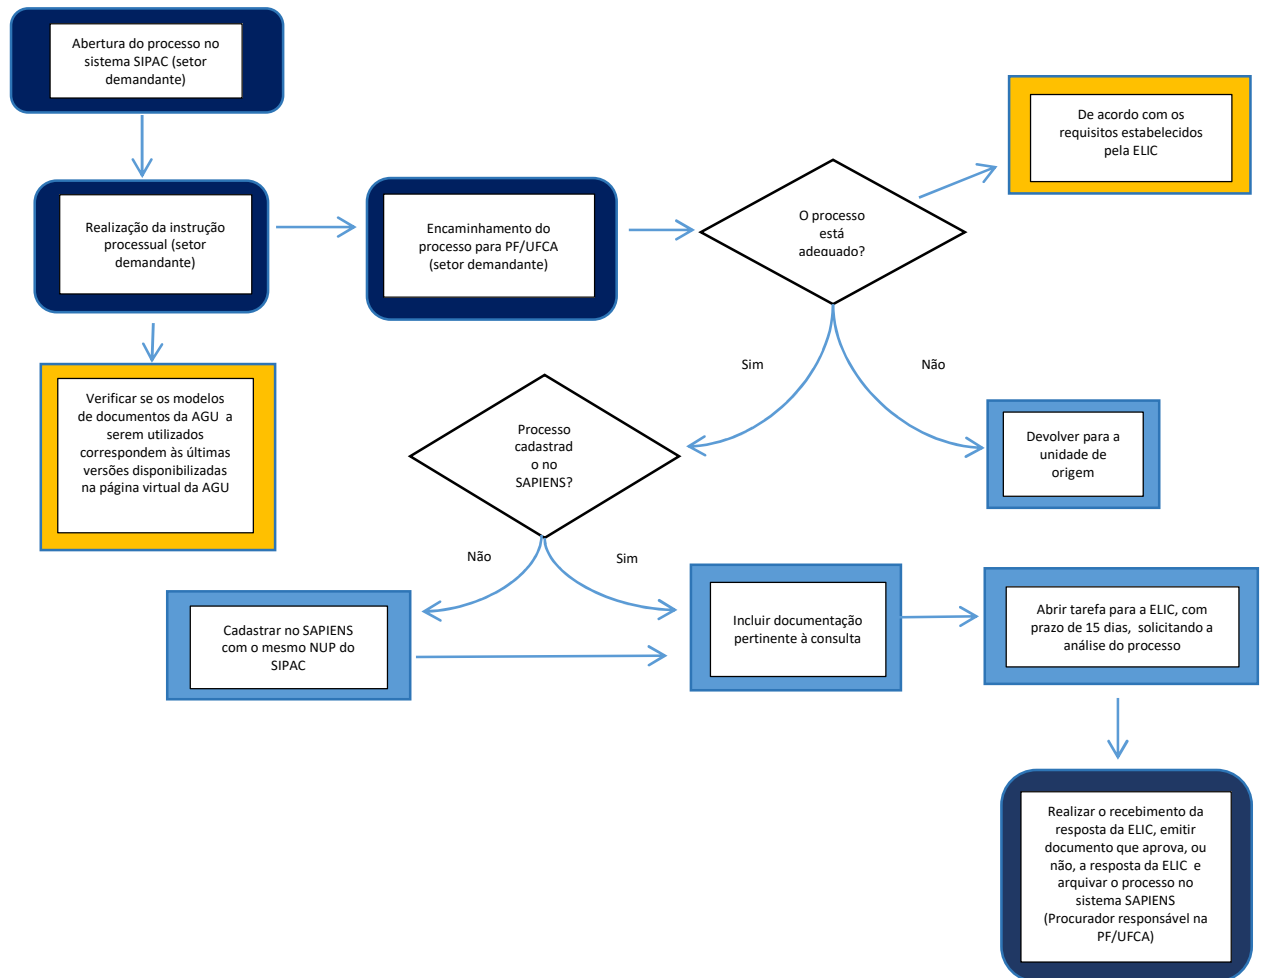 Abertura do processo no
sistema SIPAC (setor
demandante)
De acordo com os
requisitos estabelecidos
pela ELIC
Realização da instrução
processual (setor
demandante)
Encaminhamento do
processo para PF/UFCA
(setor demandante)
O processo
está
adequado?
Sim
Não
Verificar se os modelos
de documentos da AGU a
serem utilizados
correspondem às últimas
versões disponibilizadas
na página virtual da AGU
Processo
cadastrad
o no
SAPIENS?
Devolver para a
unidade de
origem
Não
Sim
Cadastrar no SAPIENS
com o mesmo NUP do
SIPAC
Incluir documentação
pertinente à consulta
Abrir tarefa para a ELIC, com
prazo de 15 dias, solicitando a
análise do processo
Realizar o recebimento da
resposta da ELIC, emitir
documento que aprova, ou
não, a resposta da ELIC e
arquivar o processo no
sistema SAPIENS
(Procurador responsável na
PF/UFCA)